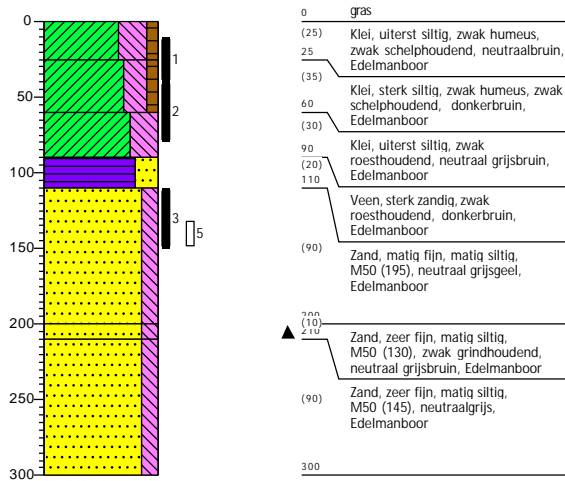 0
50
100
150
200
250
300
1
2
3
5
0 gras
(25) Klei, uiterst siltig, zwak humeus,
25 zwak schelphoudend, neutraalbruin,
Edelmanboor
(35)
Klei, sterk siltig, zwak humeus, zwak
60 schelphoudend, donkerbruin,
(30) Edelmanboor
90 Klei, uiterst siltig, zwak
(20) roesthoudend, neutraal grijsbruin,
110 Edelmanboor
Veen, sterk zandig, zwak
roesthoudend, donkerbruin,
Edelmanboor
(90) Zand, matig fijn, matig siltig,
M50 (195), neutraal grijsgeel,
Edelmanboor
200
(10)
210 Zand, zeer fijn, matig siltig,
M50 (130), zwak grindhoudend,
neutraal grijsbruin, Edelmanboor
(90) Zand, zeer fijn, matig siltig,
M50 (145), neutraalgrijs,
Edelmanboor
300